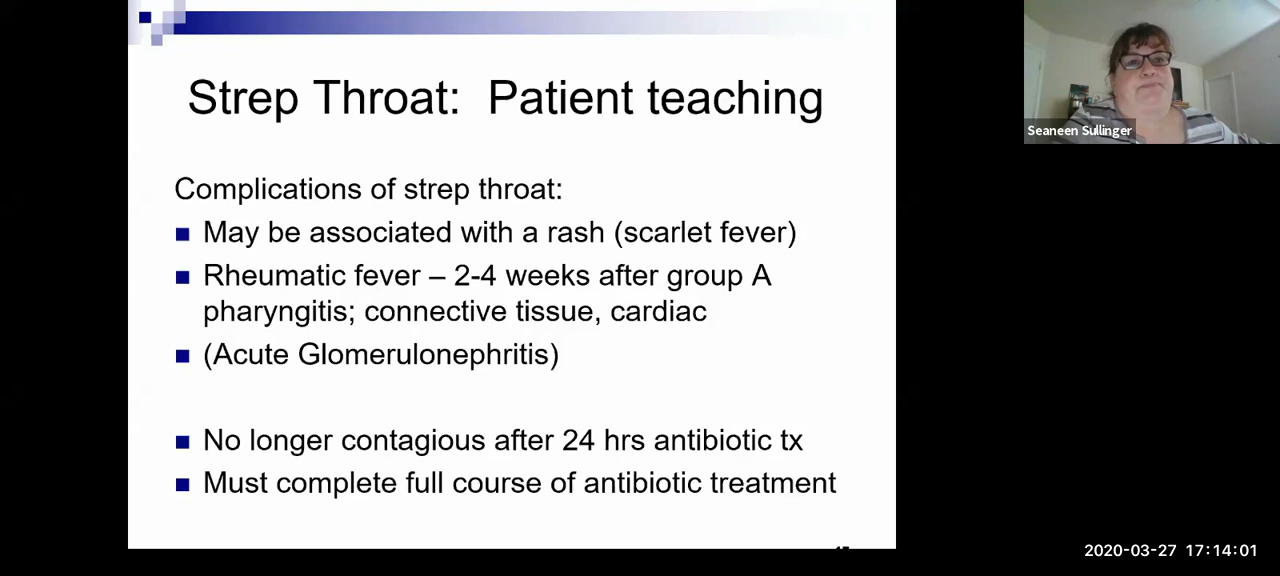 Strep Throat:  Patient teaching
Seaneen Sullinger
Complications of strep throat:
May be associated with a rash (scarlet fever)
Rheumatic fever – 2-4 weeks after group A
pharyngitis; connective tissue, cardiac
(Acute Glomerulonephritis)
No longer contagious after 24 hrs antibiotic tx
Must complete full course of antibiotic treatment
2020-03-27 17:14:01